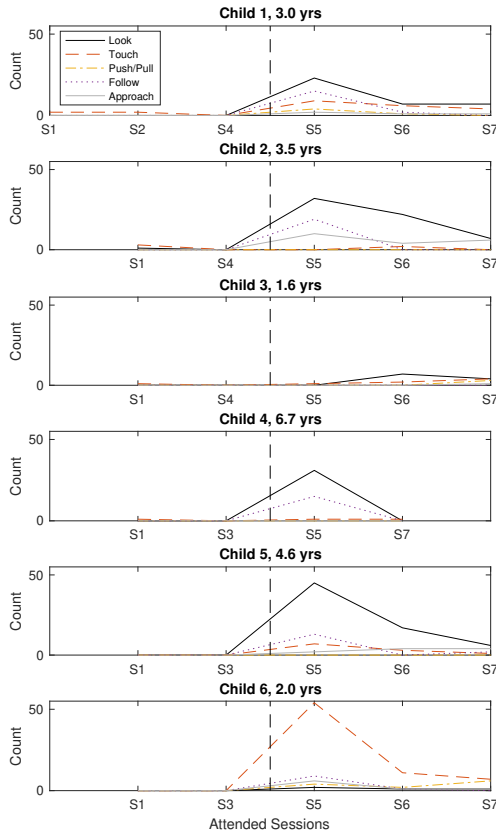 Child 1, 3.0 yrs
50
0
Count
Look
Touch
Push/Pull
Follow
Approach
S1 S2 S4 S5 S6 S7
Child 2, 3.5 yrs
50
0
Count
S1 S4 S5 S6 S7
Child 3, 1.6 yrs
50
0
Count
S1 S4 S5 S6 S7
Child 4, 6.7 yrs
50
0
Count
S1 S3 S5 S7
Child 5, 4.6 yrs
50
0
Count
S1 S3 S5 S6 S7
Child 6, 2.0 yrs
50
0
Count
S1 S3 S5 S6 S7
Attended Sessions